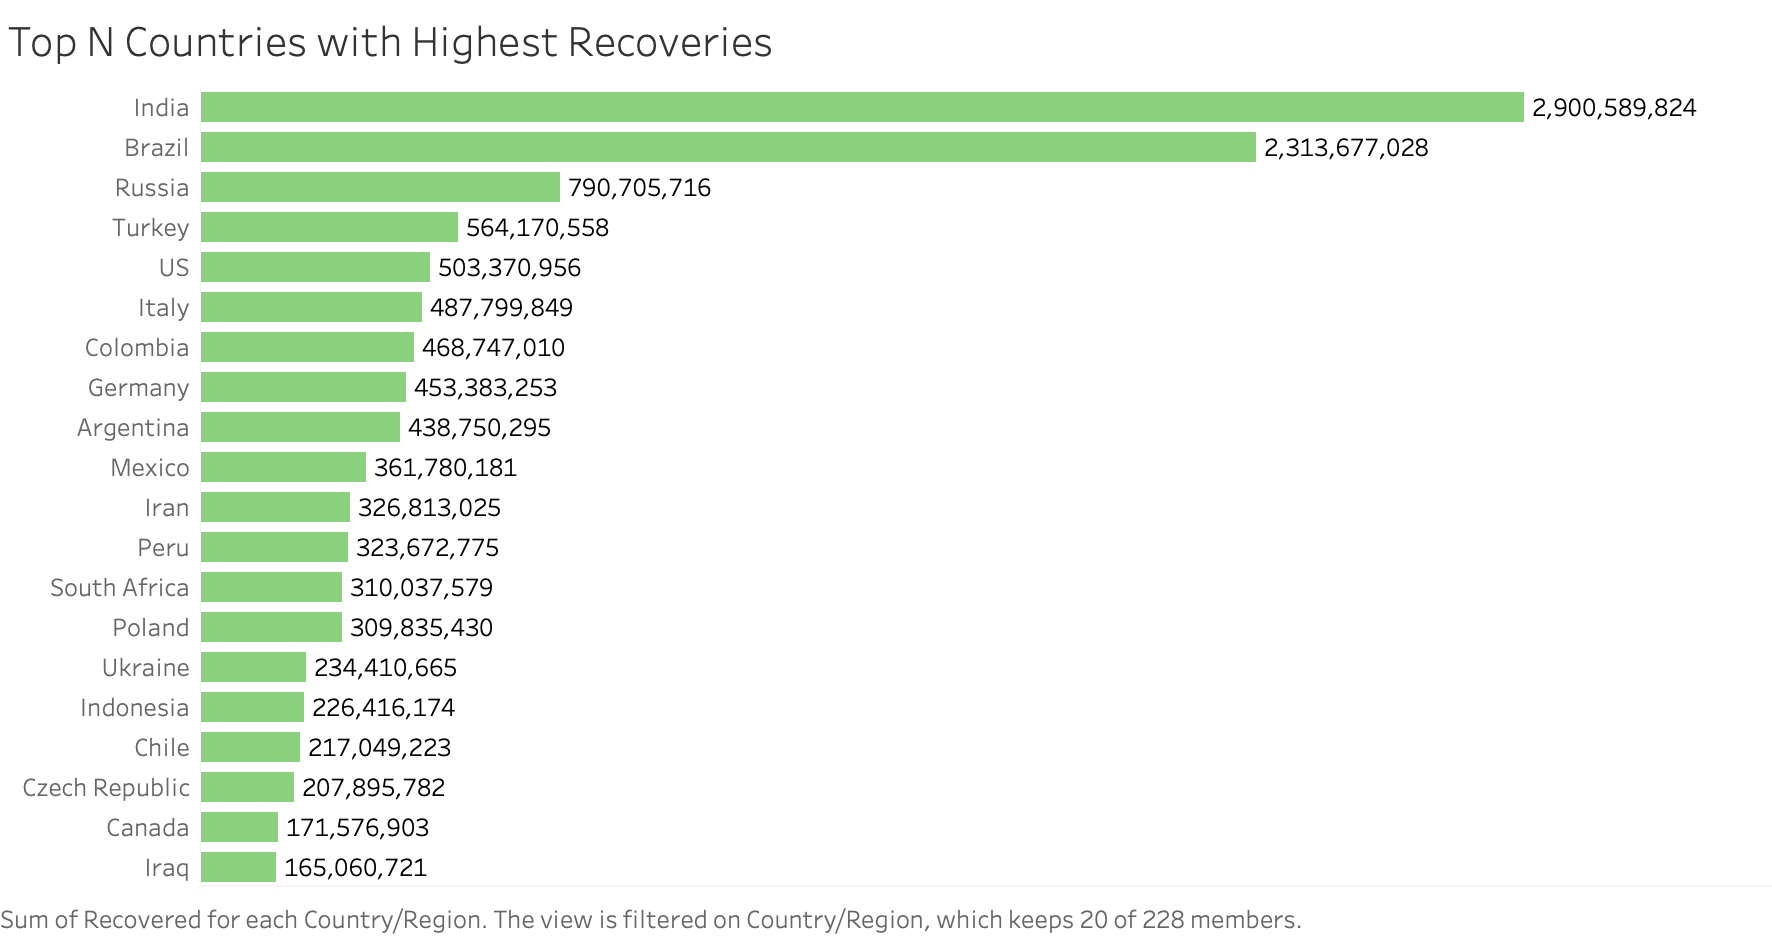 Top N Countries with Highest Recoveries
India 2,900,589,824
Brazil 2,313,677,028
Russia 790,705,716
Turkey 564,170,558
US 503,370,956
Italy 487,799,849
Colombia 468,747,010
Germany 453,383,253
Argentina 438,750,295
Mexico 361,780,181
Iran 326,813,025
Peru 323,672,775
South Africa 310,037,579
Poland 309,835,430
Ukraine 234,410,665
Indonesia 226,416,174
Chile 217,049,223
Czech Republic 207,895,782
Canada 171,576,903
Iraq 165,060,721
Sum of Recovered for each Country/Region. The view is filtered on Country/Region, which keeps 20 of 228 members.